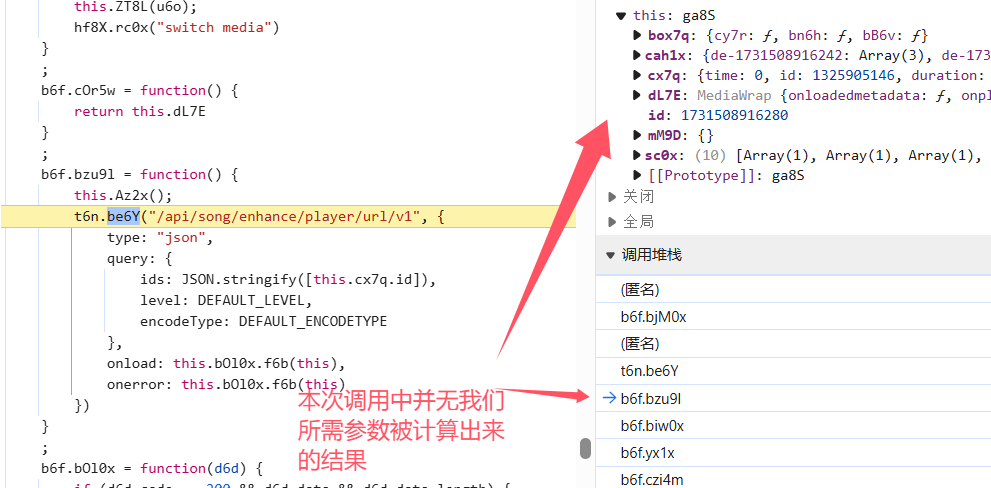 this.ZT8L(u6o);
hf8X.rc0x("switch media")
}
;
b6f.cOr5w = function() {
return this.dL7E
}
;
b6f.bzu9l = function() {
this.Az2x();
t6n.be6Y("/api/song/enhance/player/url/v1", {
type: "json",
query: {
ids: JSON.stringify([this.cx7q.id]),
level: DEFAULT_LEVEL,
encodeType: DEFAULT_ENCODETYPE
},
onload: this.bOl0x.f6b(this),
onerror: this.bOl0x.f6b(this)
})
}
;
b6f.bOl0x = function(d6d) {
本次调用中并无我们
所需参数被计算出来
的结果
this: ga8S
box7q: {cy7r: ƒ, bn6h: ƒ, bB6v: ƒ}
cah1x: {de-1731508916242: Array(3), de-173
cx7q: {time: 0, id: 1325905146, duration:
dL7E: MediaWrap {onloadedmetadata: ƒ, onpl
id: 1731508916280
mM9D: {}
sc0x: (10) [Array(1), Array(1), Array(1),
[[Prototype]]: ga8S
关闭
全局
调用堆栈
(匿名)
b6f.bjM0x
(匿名)
t6n.be6Y
b6f.bzu9l
b6f.biw0x
b6f.yx1x
b6f.czi4m